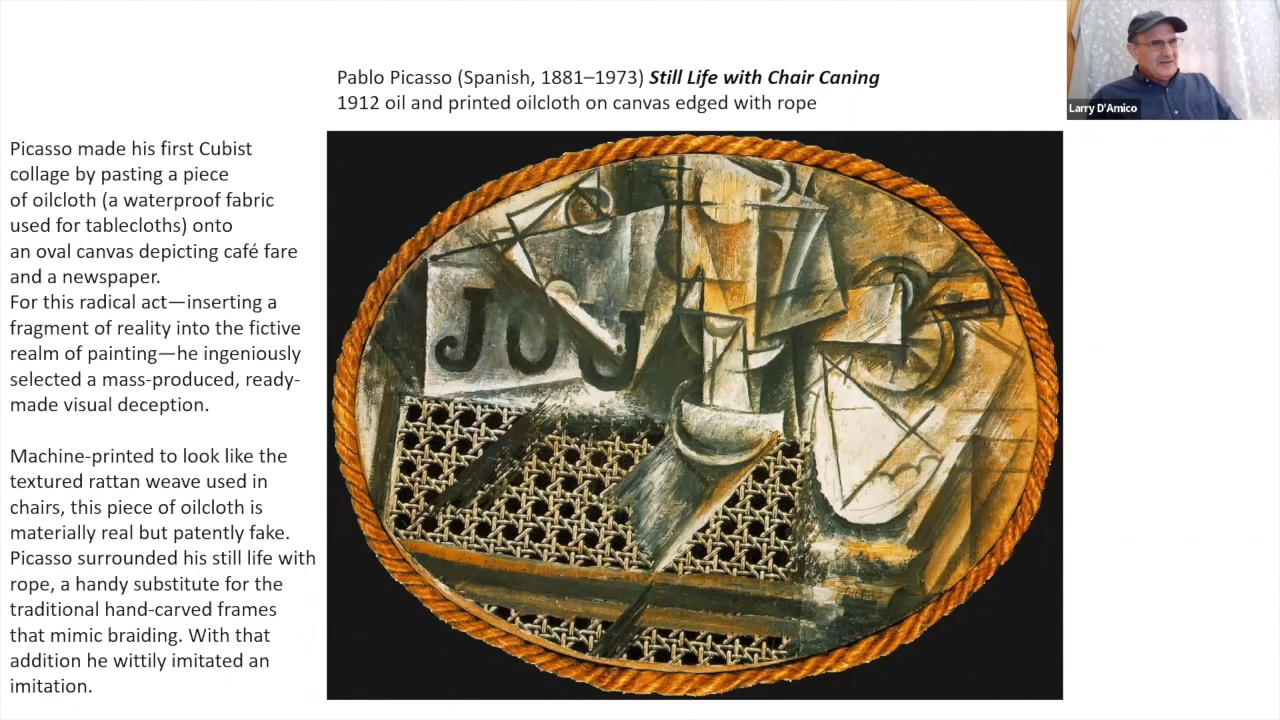 Pablo Picasso (Spanish, 1881–1973) Still Life with Chair Caning
1912 oil and printed oilcloth on canvas edged with rope
Larry D'Amico
Picasso made his first Cubist
collage by pasting a piece
of oilcloth (a waterproof fabric
used for tablecloths) onto
an oval canvas depicting café fare
and a newspaper.
For this radical act—inserting a
fragment of reality into the fictive
realm of painting—he ingeniously
selected a mass-produced, ready-
made visual deception.
Machine-printed to look like the
textured rattan weave used in
chairs, this piece of oilcloth is
materially real but patently fake.
Picasso surrounded his still life with
rope, a handy substitute for the
traditional hand-carved frames
that mimic braiding. With that
addition he wittily imitated an
imitation.
JOU